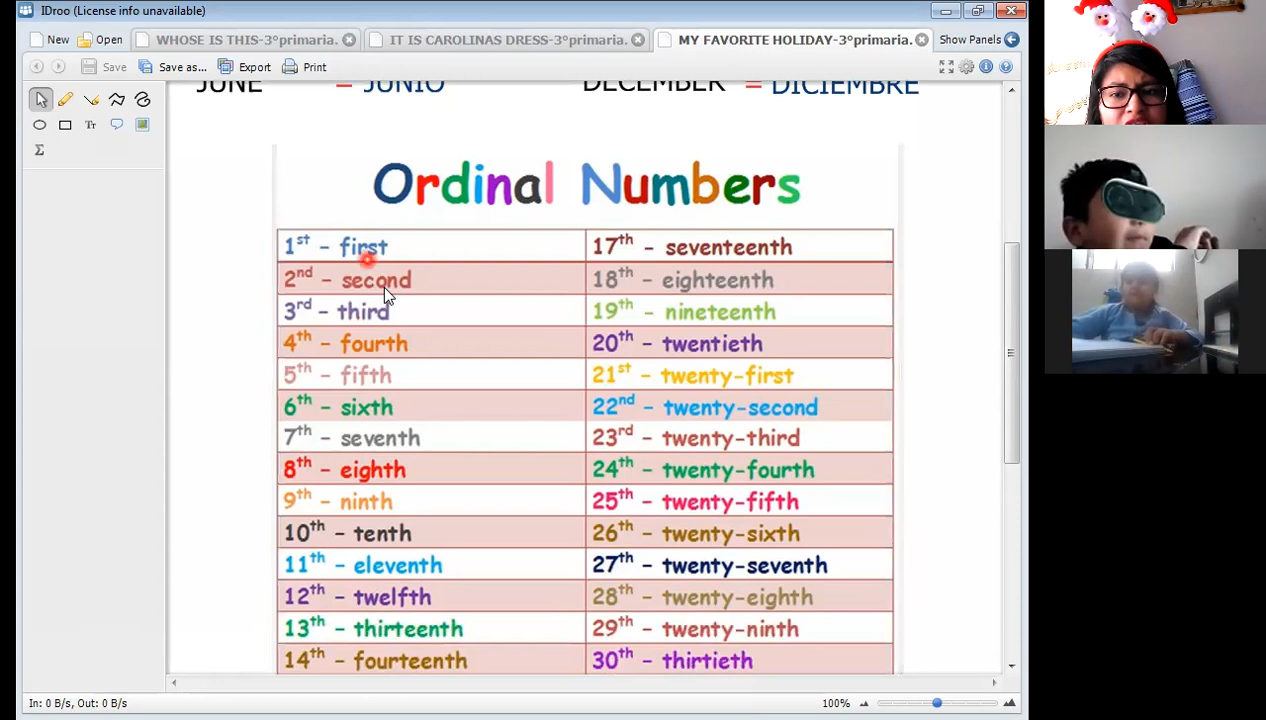 IDroo (License info unavailable)
New Open WHOSE IS THIS-3°primaria. IT IS CAROLINAS DRESS-3°primaria. MY FAVORITE HOLIDAY-3°primaria. Show Panels
Save Save as... Export Print
JUNE = JUNIO DECEMBER = DICIEMBRE
Tr
Σ
Ordinal Numbers
1st - first 17th - seventeenth
2nd - second 18th - eighteenth
3rd - third 19th - nineteenth
4th - fourth 20th - twentieth
5th - fifth 21st - twenty-first
6th - sixth 22nd - twenty-second
7th - seventh 23rd - twenty-third
8th - eighth 24th - twenty-fourth
9th - ninth 25th - twenty-fifth
10th - tenth 26th - twenty-sixth
11th - eleventh 27th - twenty-seventh
12th - twelfth 28th - twenty-eighth
13th - thirteenth 29th - twenty-ninth
14th - fourteenth 30th - thirtieth
In: 0 B/s, Out: 0 B/s 100%